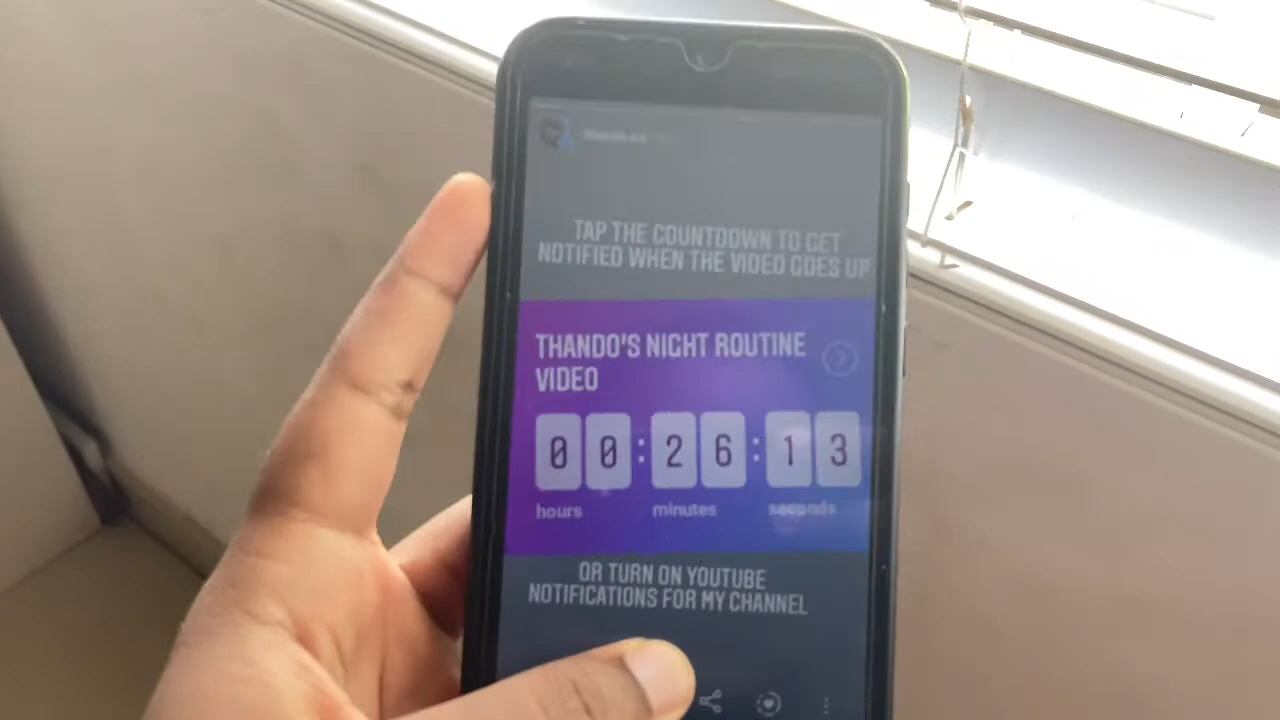 TAP THE COUNTDOWN TO GET
NOTIFIED WHEN THE VIDEO GOES UP
THANDO'S NIGHT ROUTINE
VIDEO
00:26:13
hours minutes seconds
OR TURN ON YOUTUBE
NOTIFICATIONS FOR MY CHANNEL